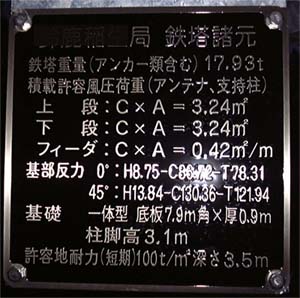 鈴鹿稲生局 鉄塔諸元
鉄塔重量(アンカー類含む)17.93t
積載許容風圧荷重(アンテナ、支持柱)
上 段:C×A=3.24㎡
下 段:C×A=3.24㎡
フィーダ:C×A=0.42㎡/m
基部反力 0°:H8.75-C86.72-T78.31
45°:H13.84-C130.36-T121.94
基礎 一体型 底板7.9m角×厚0.9m
柱脚高3.1m
許容地耐力(短期)100t/㎡深さ3.5m